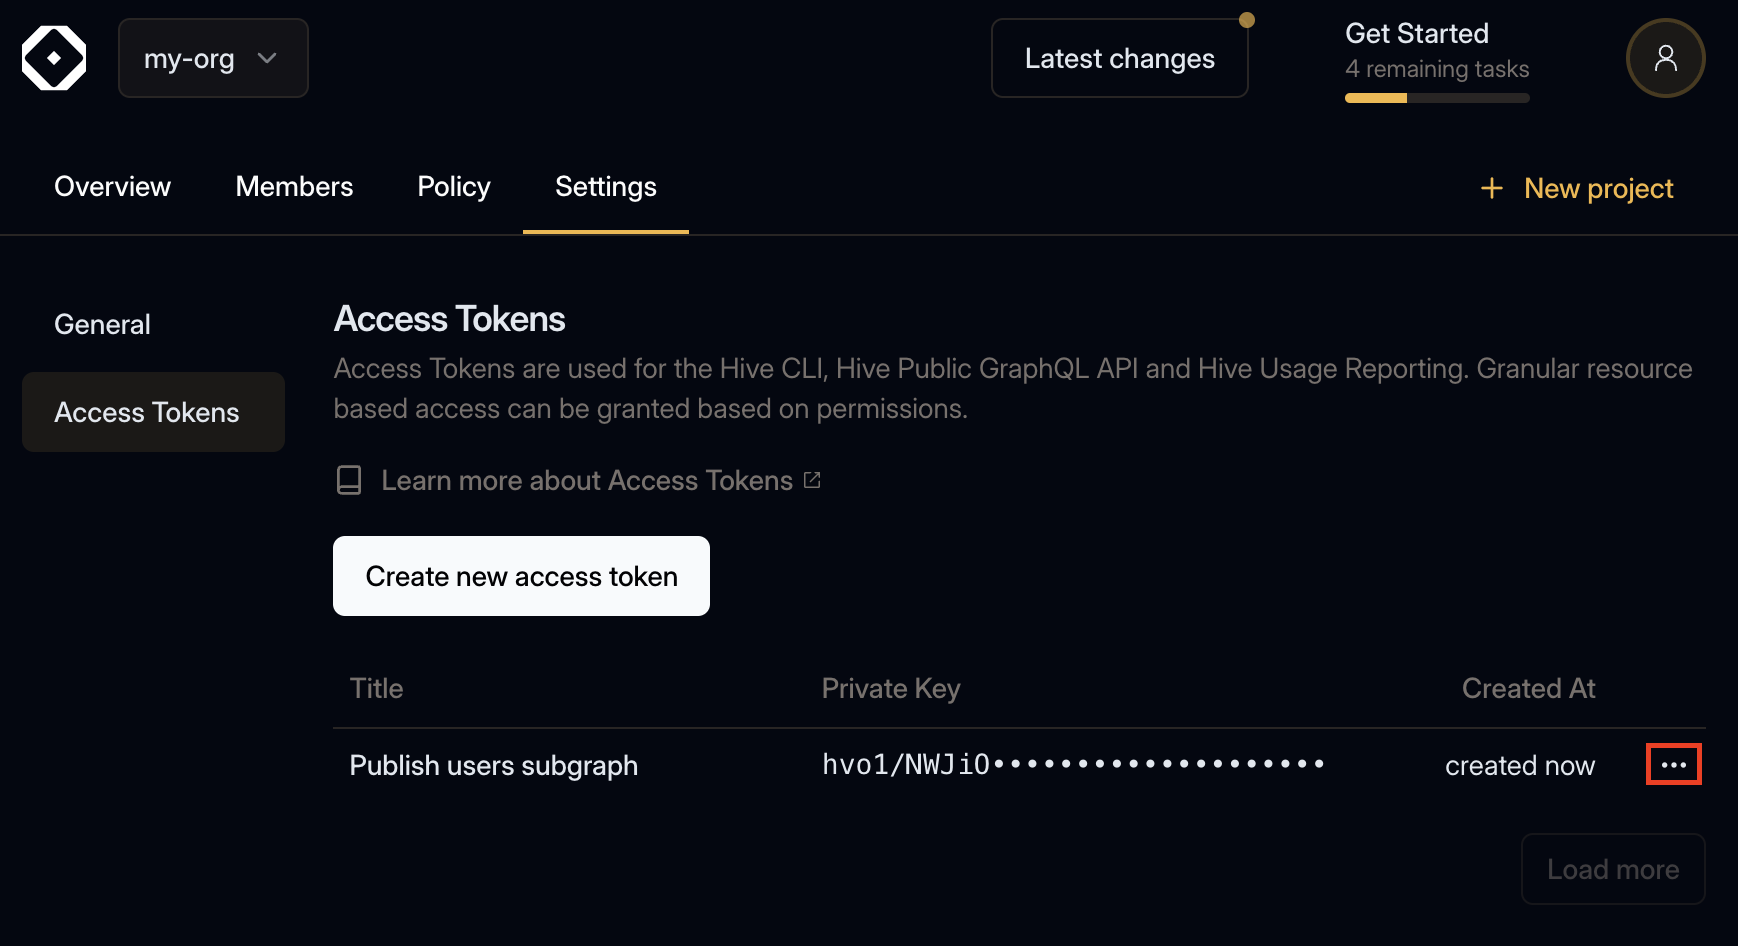 my-org
Latest changes
Get Started
4 remaining tasks
Overview Members Policy Settings
+ New project
General
Access Tokens
Access Tokens
Access Tokens are used for the Hive CLI, Hive Public GraphQL API and Hive Usage Reporting. Granular resource
based access can be granted based on permissions.
Learn more about Access Tokens
Create new access token
Title Private Key Created At
Publish users subgraph hvo1/NWJiO•••••••••••••••••••• created now •••
Load more